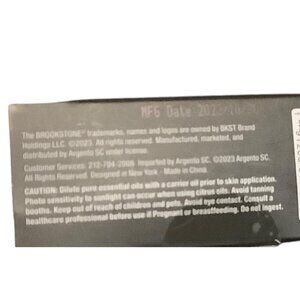 MFG Date: 2023/10/
The BROOKSTONE® trademarks, names and logos are owned by BKST Brand
Holdings LLC. ©2023. All rights reserved. Manufactured, marketed, and
distributed by Argento SC under license.
Customer Services: 212-704-2006 Imported by Argento SC. ©2023 Argento SC.
All Rights Reserved. Designed in New York · Made in China.
CAUTION: Dilute pure essential oils with a carrier oil prior to skin application.
Photo sensitivity to sunlight can occur when using citrus oils. Avoid tanning
booths. Keep out of reach of children and pets. Avoid eye contact. Consult a
healthcare professional before use if Pregnant or breastfeeding. Do not ingest.